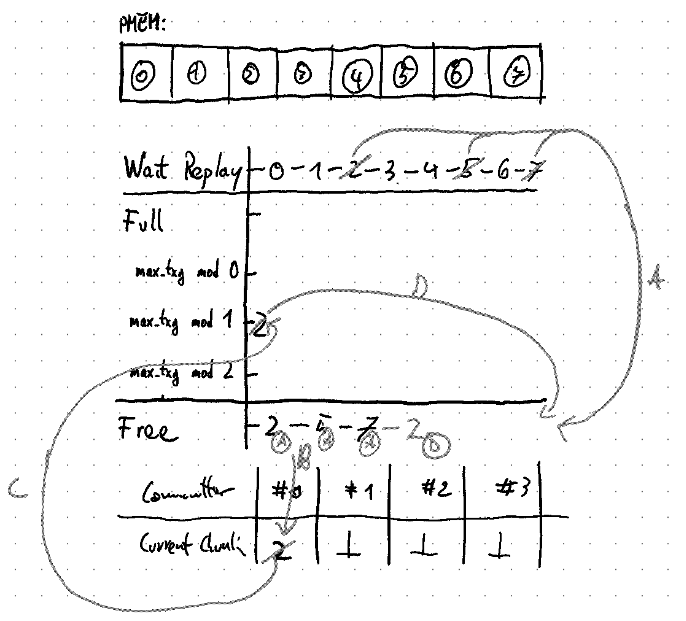 PMEM:
0 1 2 3 4 5 6 7
Wait Replay 0 - 1 - 2 - 3 - 4 - 5 - 6 - 7
A
Full
max_txg mod 0
D
max_txg mod 1 2
max_txg mod 2
Free - 2 - 5 - 7 - 2
A A A D
B
C
Committer #0 #1 #2 #3
Current Chunk 2 ⊥ ⊥ ⊥